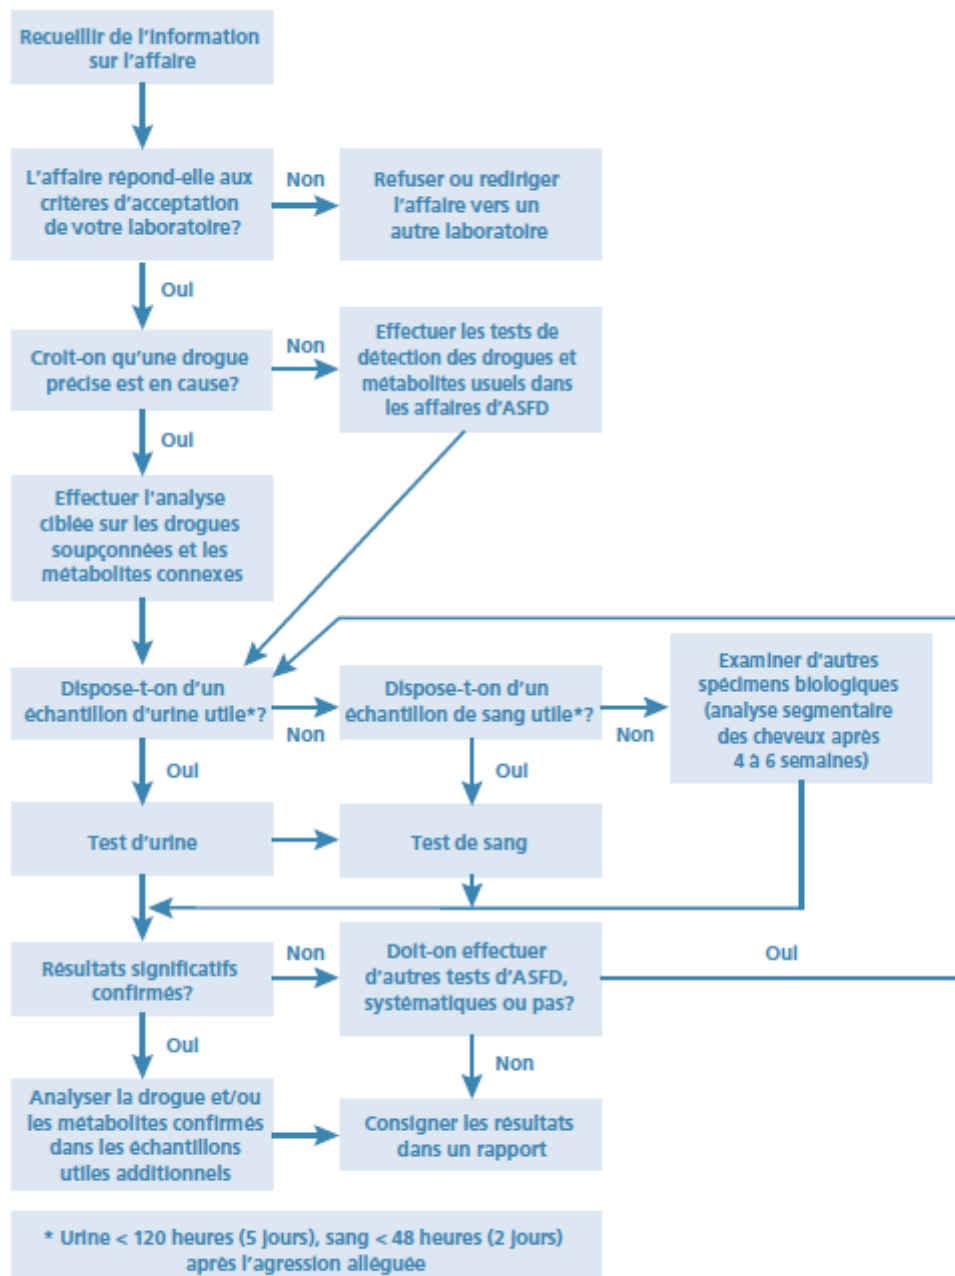 Recueillir de l'information
sur l'affaire
L'affaire répond-elle aux
critères d'acceptation
de votre laboratoire?
Non
Refuser ou rediriger
l'affaire vers un
autre laboratoire
Oui
Croit-on qu'une drogue
précise est en cause?
Non
Effectuer les tests de
détection des drogues et
métabolites usuels dans
les affaires d'ASFD
Oui
Effectuer l'analyse
ciblée sur les drogues
soupçonnées et les
métabolites connexes
Dispose-t-on d'un
échantillon d'urine utile*?
Non
Dispose-t-on d'un
échantillon de sang utile*?
Non
Examiner d'autres
spécimens biologiques
(analyse segmentaire
des cheveux après
4 à 6 semaines)
Oui
Oui
Test d'urine
Test de sang
Résultats significatifs
confirmés?
Non
Doit-on effectuer
d'autres tests d'ASFD,
systématiques ou pas?
Oui
Oui
Non
Analyser la drogue et/ou
les métabolites confirmés
dans les échantillons
utiles additionnels
Consigner les résultats
dans un rapport
* Urine < 120 heures (5 jours), sang < 48 heures (2 jours)
après l'agression alléguée